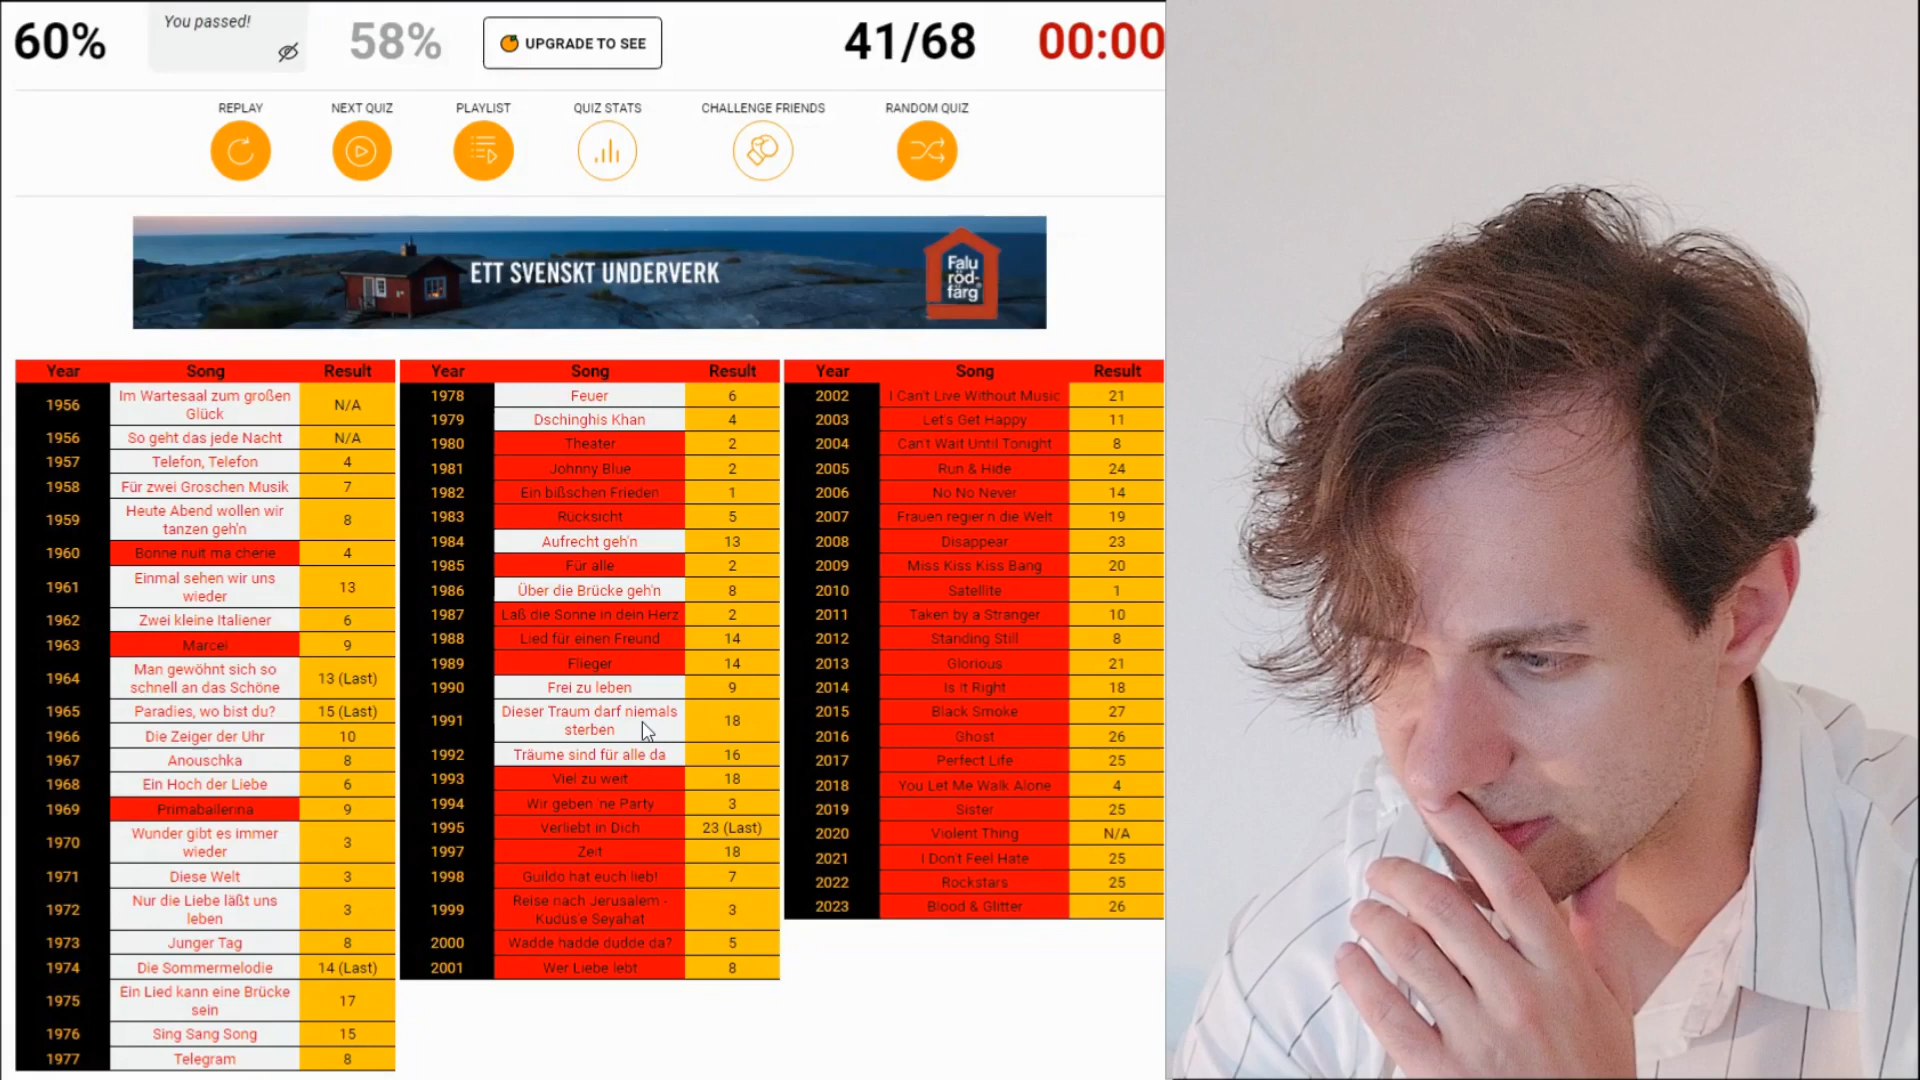 60%
You passed!
58%
UPGRADE TO SEE
41/68
00:00
REPLAY
NEXT QUIZ
PLAYLIST
QUIZ STATS
CHALLENGE FRIENDS
RANDOM QUIZ
ETT SVENSKT UNDERVERK
Falu
röd-
färg
Year Song Result
1956 Im Wartesaal zum großen
Glück N/A
1956 So geht das jede Nacht N/A
1957 Telefon, Telefon 4
1958 Für zwei Groschen Musik 7
1959 Heute Abend wollen wir
tanzen geh'n 8
1960 Bonne nuit ma chérie 4
1961 Einmal sehen wir uns
wieder 13
1962 Zwei kleine Italiener 6
1963 Marcel 9
1964 Man gewöhnt sich so
schnell an das Schöne 13 (Last)
1965 Paradies, wo bist du? 15 (Last)
1966 Die Zeiger der Uhr 10
1967 Anouschka 8
1968 Ein Hoch der Liebe 6
1969 Primaballerina 9
1970 Wunder gibt es immer
wieder 3
1971 Diese Welt 3
1972 Nur die Liebe läßt uns
leben 3
1973 Junger Tag 8
1974 Die Sommermelodie 14 (Last)
1975 Ein Lied kann eine Brücke
sein 17
1976 Sing Sang Song 15
1977 Telegram 8
Year Song Result
1978 Feuer 6
1979 Dschinghis Khan 4
1980 Theater 2
1981 Johnny Blue 2
1982 Ein bißschen Frieden 1
1983 Rücksicht 5
1984 Aufrecht geh'n 13
1985 Für alle 2
1986 Über die Brücke geh'n 8
1987 Laß die Sonne in dein Herz 2
1988 Lied für einen Freund 14
1989 Flieger 14
1990 Frei zu leben 9
1991 Dieser Traum darf niemals
sterben 18
1992 Träume sind für alle da 16
1993 Viel zu weit 18
1994 Wir geben 'ne Party 3
1995 Verliebt in Dich 23 (Last)
1997 Zeit 18
1998 Guildo hat euch lieb! 7
1999 Reise nach Jerusalem -
Kudüs'e Seyahat 3
2000 Wadde hadde dudde da? 5
2001 Wer Liebe lebt 8
Year Song Result
2002 I Can't Live Without Music 21
2003 Let's Get Happy 11
2004 Can't Wait Until Tonight 8
2005 Run & Hide 24
2006 No No Never 14
2007 Frauen regier'n die Welt 19
2008 Disappear 23
2009 Miss Kiss Kiss Bang 20
2010 Satellite 1
2011 Taken by a Stranger 10
2012 Standing Still 8
2013 Glorious 21
2014 Is It Right 18
2015 Black Smoke 27
2016 Ghost 26
2017 Perfect Life 25
2018 You Let Me Walk Alone 4
2019 Sister 25
2020 Violent Thing N/A
2021 I Don't Feel Hate 25
2022 Rockstars 25
2023 Blood & Glitter 26